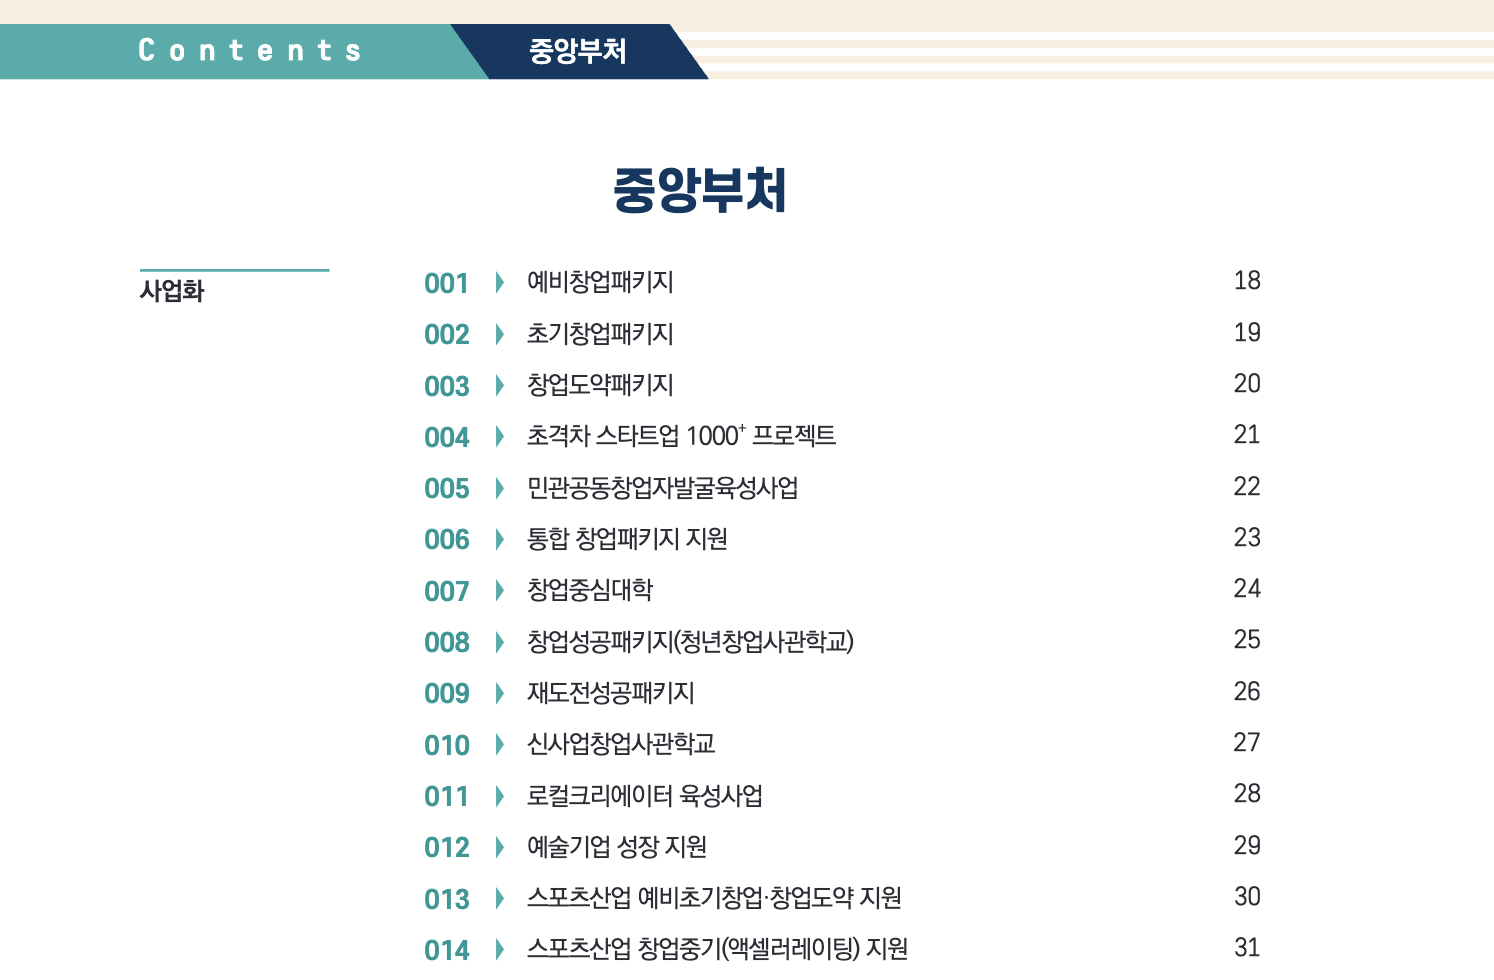 Contents 중앙부처
중앙부처
사업화
001 ▶ 예비창업패키지 18
002 ▶ 초기창업패키지 19
003 ▶ 창업도약패키지 20
004 ▶ 초격차 스타트업 1000⁺ 프로젝트 21
005 ▶ 민관공동창업자발굴육성사업 22
006 ▶ 통합 창업패키지 지원 23
007 ▶ 창업중심대학 24
008 ▶ 창업성공패키지(청년창업사관학교) 25
009 ▶ 재도전성공패키지 26
010 ▶ 신사업창업사관학교 27
011 ▶ 로컬크리에이터 육성사업 28
012 ▶ 예술기업 성장 지원 29
013 ▶ 스포츠산업 예비초기창업·창업도약 지원 30
014 ▶ 스포츠산업 창업중기(액셀러레이팅) 지원 31